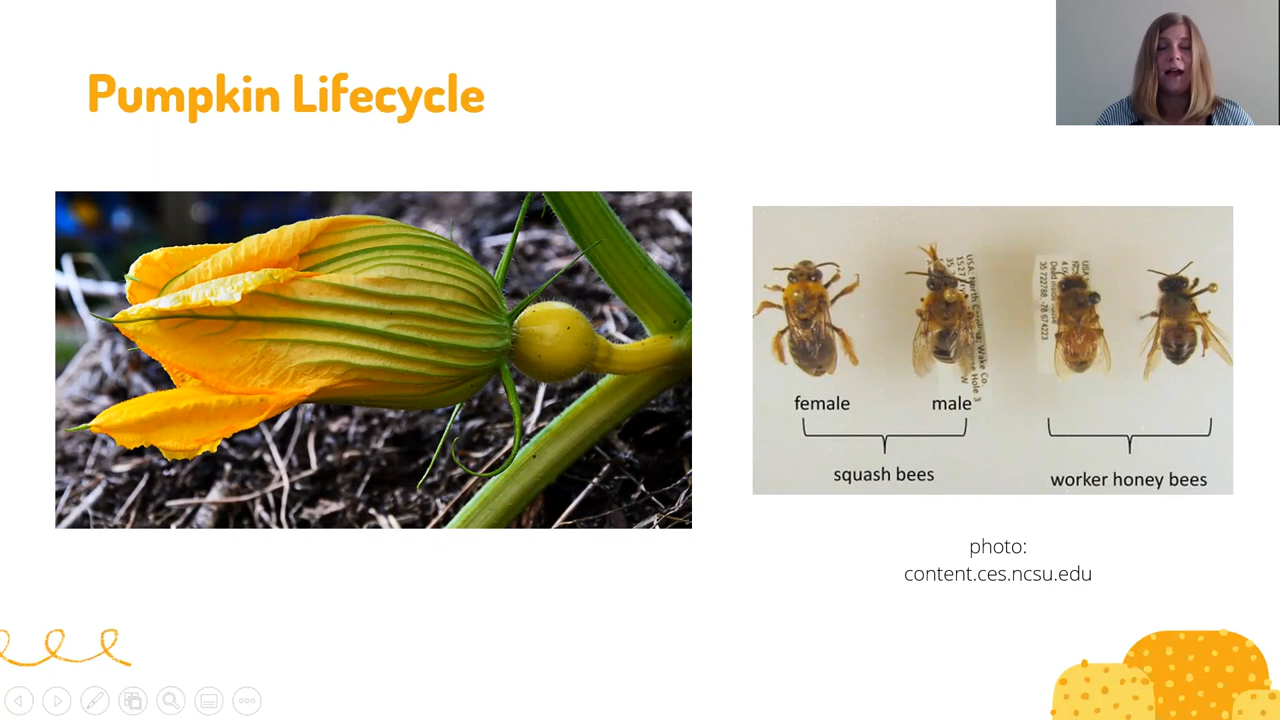 Pumpkin Lifecycle
female
male
squash bees
worker honey bees
photo:
content.ces.ncsu.edu